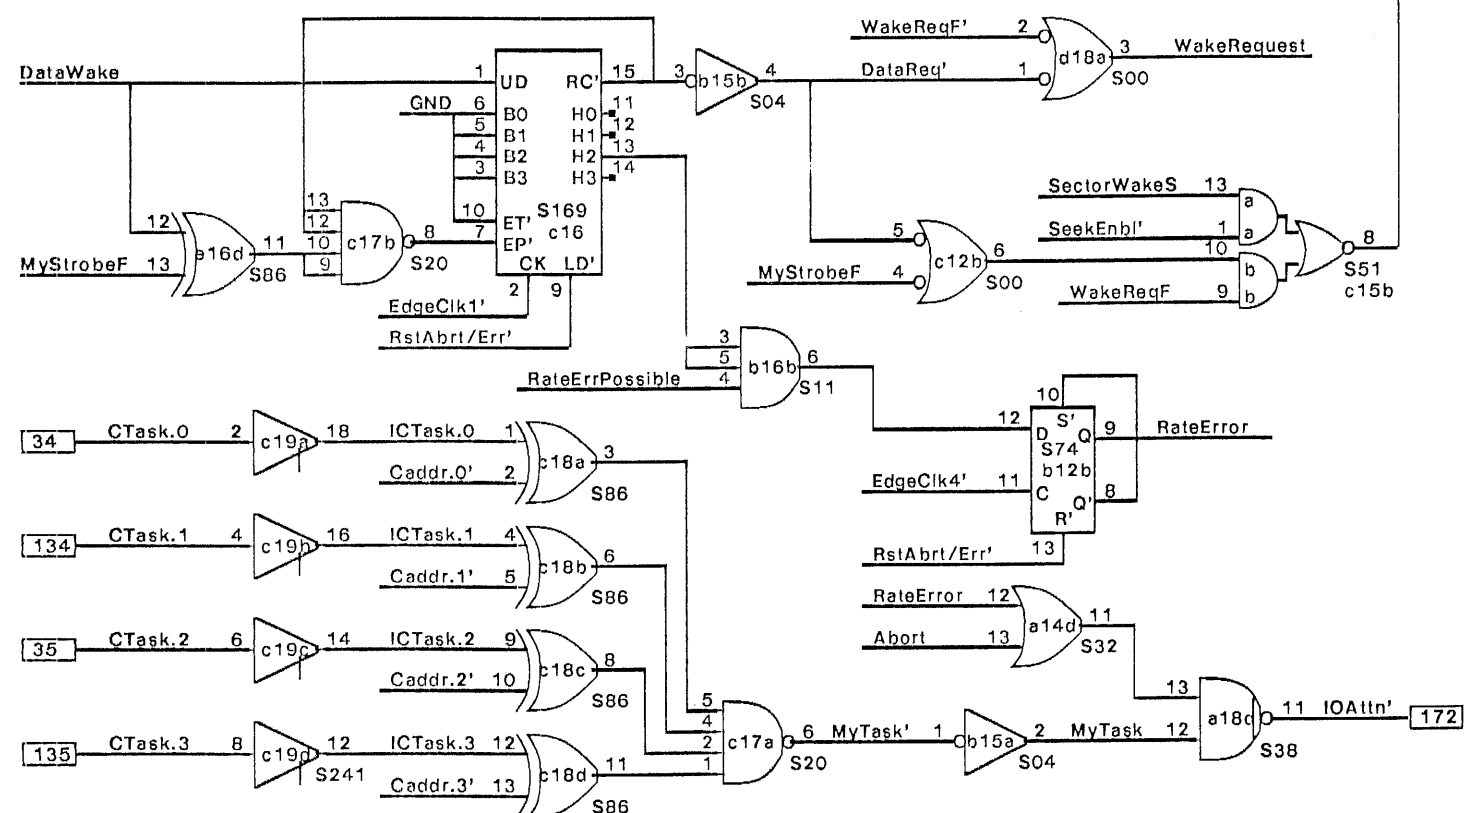 WakeReqF' 2
d18a 3 WakeRequest
S00
DataWake 1 UD RC' 15 3 b15b 4 DataReq' 1
S04
GND 6 B0 H0 11
5 B1 H1 12
4 B2 H2 13
3 B3 H3 14
SectorWakeS 13 a
SeekEnbl' 1 a
10 ET' S169
7 EP' c16
CK LD'
2 9
13
12
10
9
c17b 8
S20
12
MyStrobeF 13
e16d 11
S86
5
MyStrobeF 4
c12b 6
S00
10 b
WakeReqF 9 b
8
S51
c15b
EdgeClk1'
RstAbrt/Err'
3
5
RateErrPossible 4
b16b 6
S11
10
12 D S' Q 9 RateError
S74
b12b
EdgeClk4' 11 C Q' 8
R'
RstAbrt/Err' 13
34 CTask.0 2 c19a 18 ICTask.0 1
Caddr.0' 2
c18a 3
S86
134 CTask.1 4 c19b 16 ICTask.1 4
Caddr.1' 5
c18b 6
S86
RateError 12
Abort 13
a14d 11
S32
35 CTask.2 6 c19c 14 ICTask.2 9
Caddr.2' 10
c18c 8
S86
135 CTask.3 8 c19d 12 ICTask.3 12
S241
Caddr.3' 13
c18d 11
S86
5
4
2
1
c17a 6 MyTask' 1 b15a 2 MyTask 12
S20
S04
13
a18d 11 IOAttn' 172
S38